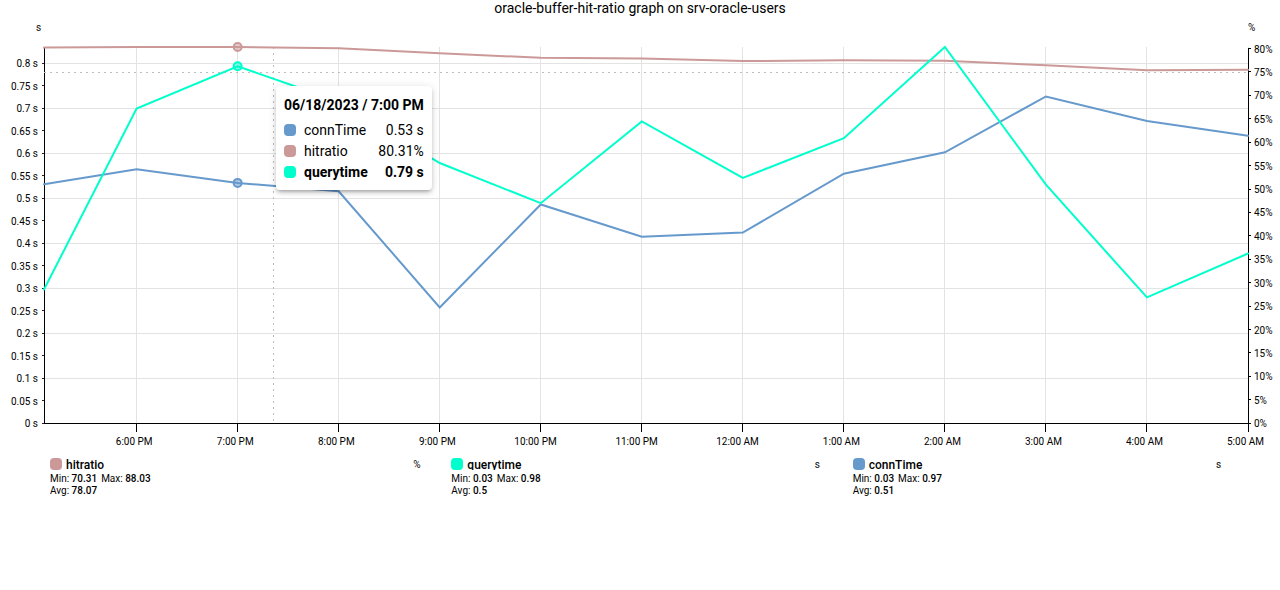 oracle-buffer-hit-ratio graph on srv-oracle-users
s
%
0.8 s
0.75 s
0.7 s
0.65 s
0.6 s
0.55 s
0.5 s
0.45 s
0.4 s
0.35 s
0.3 s
0.25 s
0.2 s
0.15 s
0.1 s
0.05 s
0 s
80%
75%
70%
65%
60%
55%
50%
45%
40%
35%
30%
25%
20%
15%
10%
5%
0%
06/18/2023 / 7:00 PM
connTime 0.53 s
hitratio 80.31%
querytime 0.79 s
6:00 PM 7:00 PM 8:00 PM 9:00 PM 10:00 PM 11:00 PM 12:00 AM 1:00 AM 2:00 AM 3:00 AM 4:00 AM 5:00 AM
hitratio %
Min: 70.31 Max: 88.03
Avg: 78.07
querytime s
Min: 0.03 Max: 0.98
Avg: 0.5
connTime s
Min: 0.03 Max: 0.97
Avg: 0.51